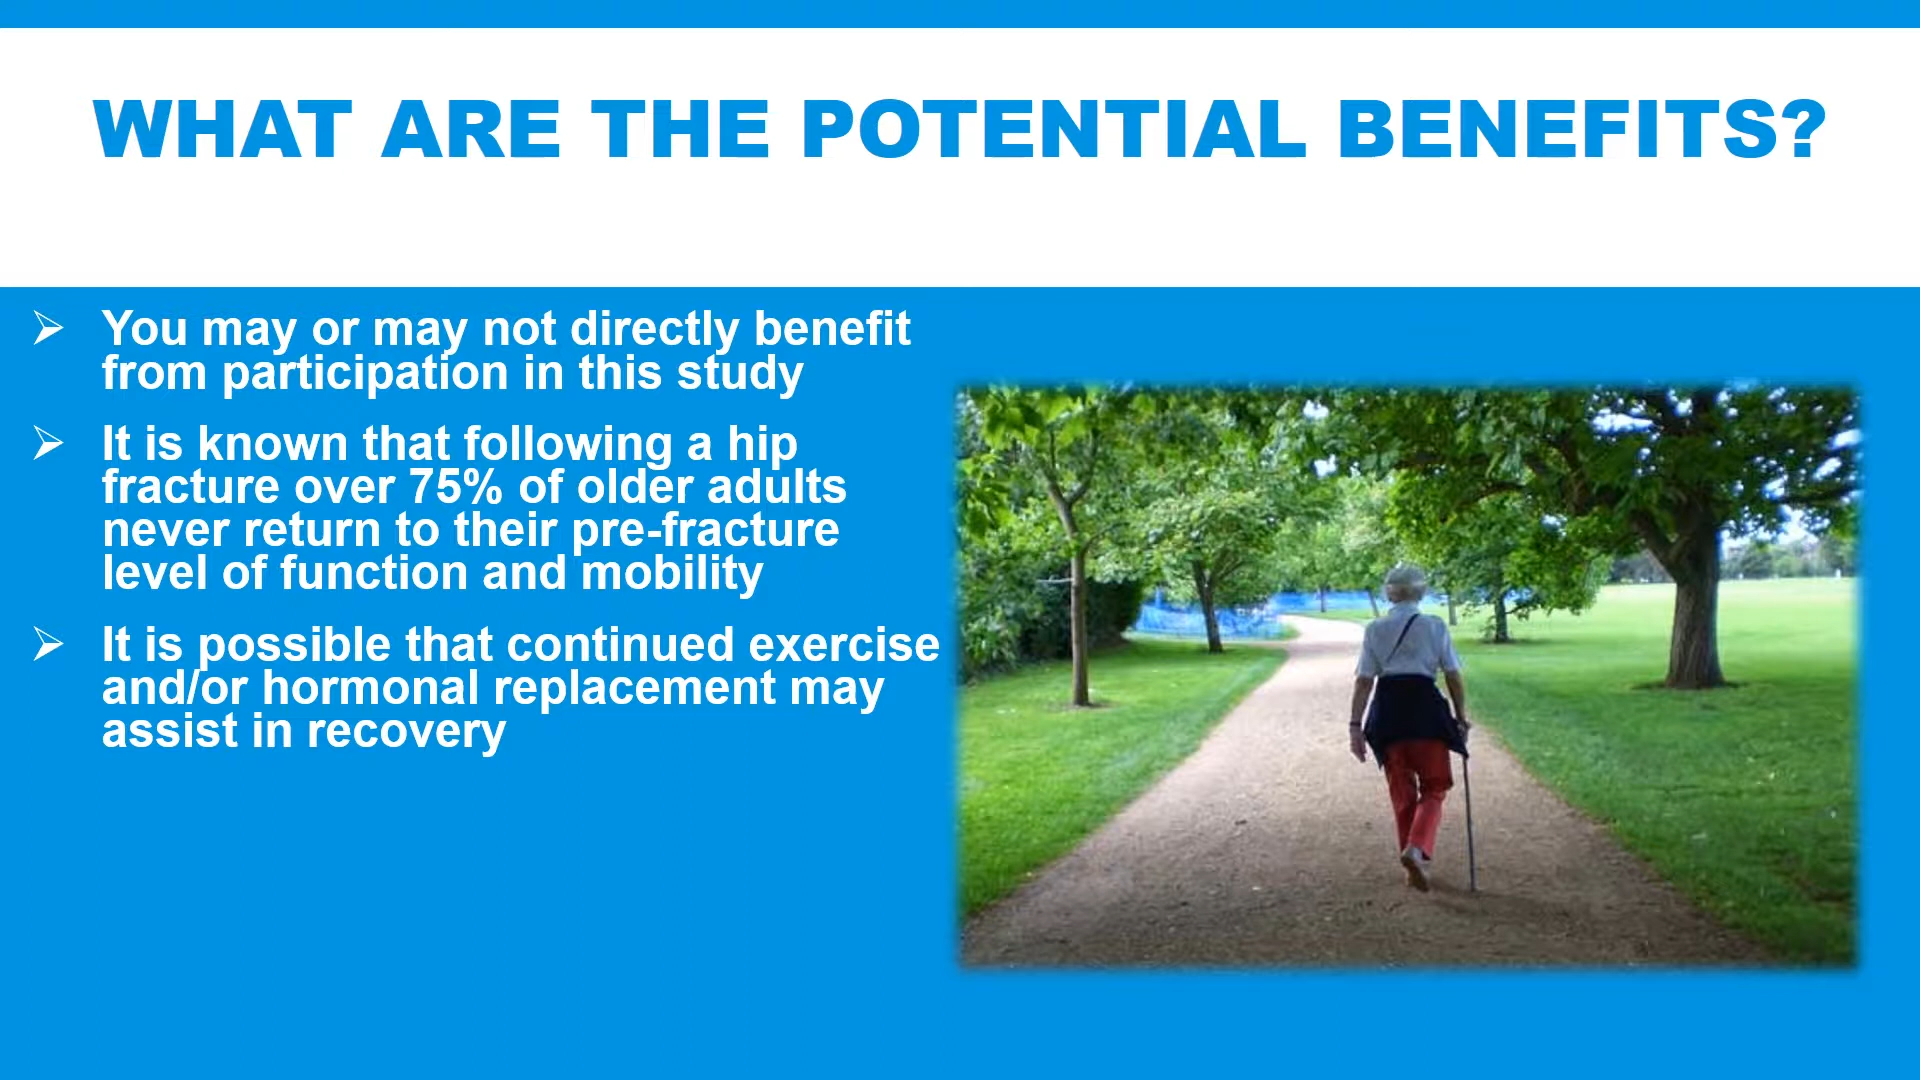 WHAT ARE THE POTENTIAL BENEFITS?
➢ You may or may not directly benefit
from participation in this study
➢ It is known that following a hip
fracture over 75% of older adults
never return to their pre-fracture
level of function and mobility
➢ It is possible that continued exercise
and/or hormonal replacement may
assist in recovery